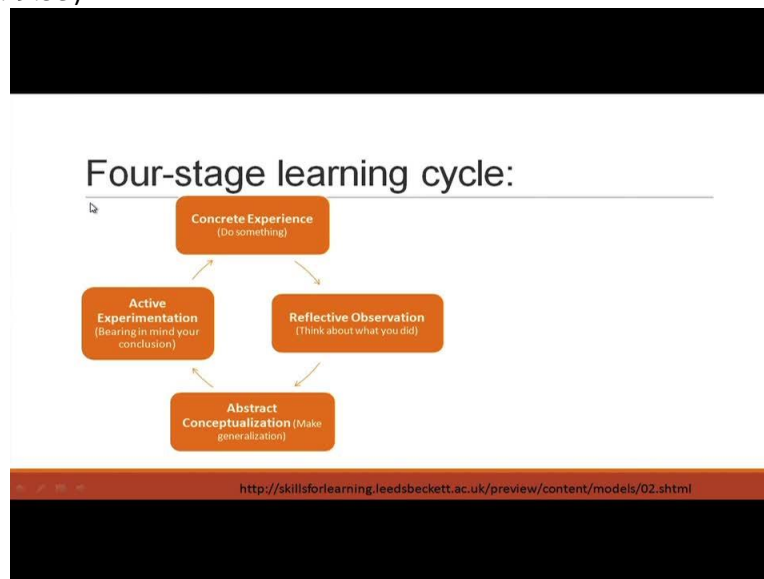 Four-stage learning cycle:
Concrete Experience
(Do something)
Reflective Observation
(Think about what you did)
Abstract
Conceptualization (Make
generalization)
Active
Experimentation
(Bearing in mind your
conclusion)
http://skillsforlearning.leedsbeckett.ac.uk/preview/content/models/02.shtml